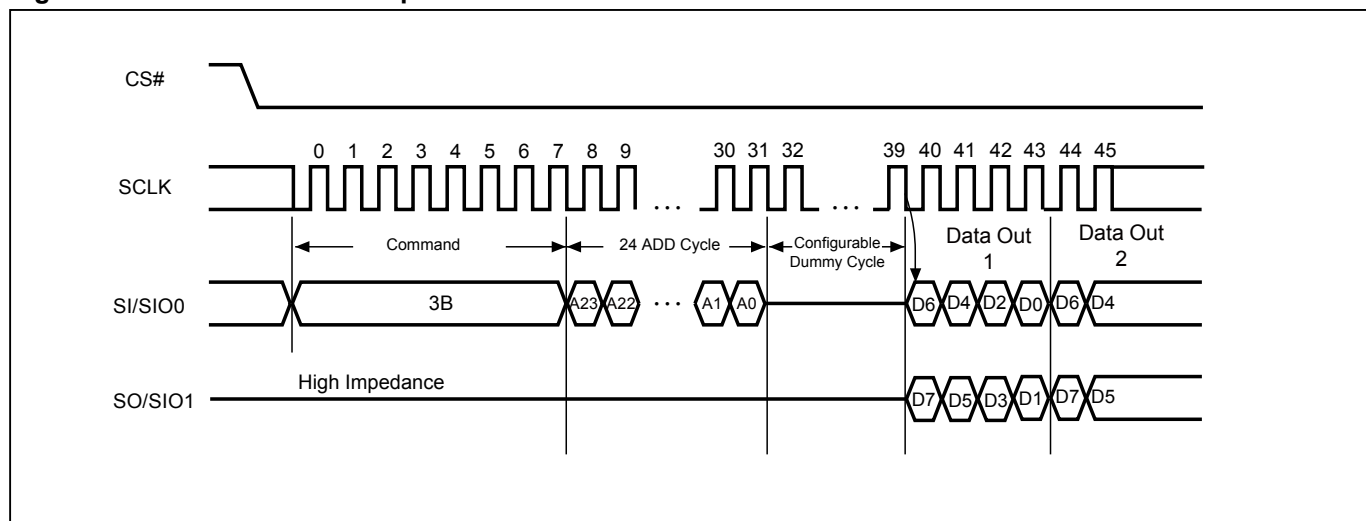 CS#
0 1 2 3 4 5 6 7 8 9 30 31 32 39 40 41 42 43 44 45
SCLK
...
...
Command
24 ADD Cycle
Configurable
Dummy Cycle
Data Out
1
Data Out
2
SI/SIO0
3B
A23 A22 ... A1 A0
D6 D4 D2 D0 D6 D4
High Impedance
SO/SIO1
D7 D5 D3 D1 D7 D5